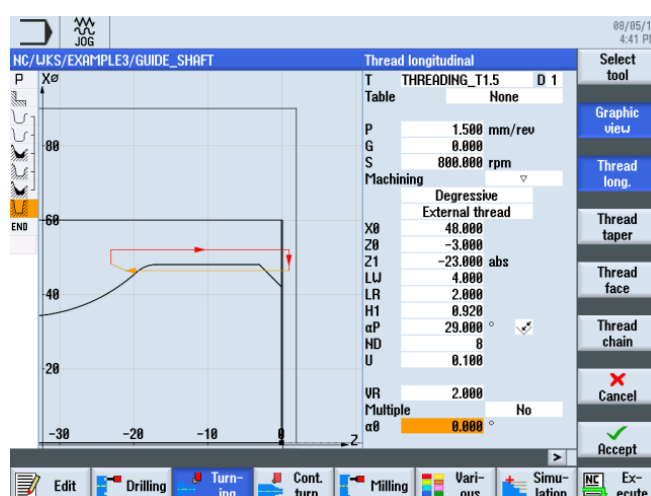 JOG
08/05/1
4:41 P
NC/WKS/EXAMPLE3/GUIDE_SHAFT
Thread longitudinal
Select
tool
P
XØ
T THREADING_T1.5 D 1
Table None
Graphic
view
P 1.500 mm/rev
G 0.000
S 800.000 rpm
Machining ▽
Thread
long.
Degressive
External thread
X0 48.000
Z0 -3.000
Z1 -23.000 abs
LW 4.000
LR 2.000
H1 0.920
αP 29.000 °
ND 8
U 0.100
VR 2.000
Multiple No
α0 0.000 °
Thread
taper
Thread
face
Thread
chain
Cancel
Accept
END
80
60
40
20
-30 -20 -10 0 Z
>
Edit
Drilling
Turn-
ing
Cont.
turn
Milling
Vari-
ous
Simu-
lation
NC Ex-
ecute